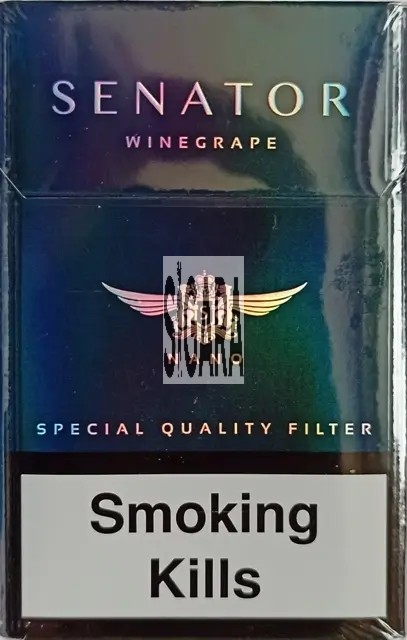 SENATOR
WINEGRAPE
S
NANO
SPECIAL QUALITY FILTER
Smoking
Kills